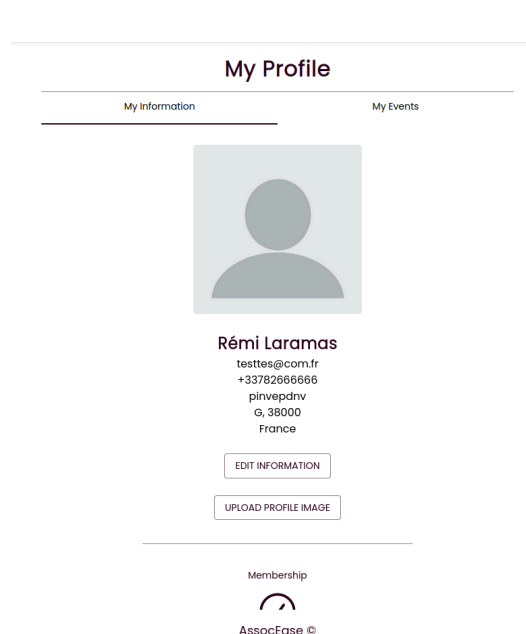 My Profile
My Information
My Events
Rémi Laramas
testtes@com.fr
+33782666666
pinvepdnv
G, 38000
France
EDIT INFORMATION
UPLOAD PROFILE IMAGE
Membership
AssocEase ©